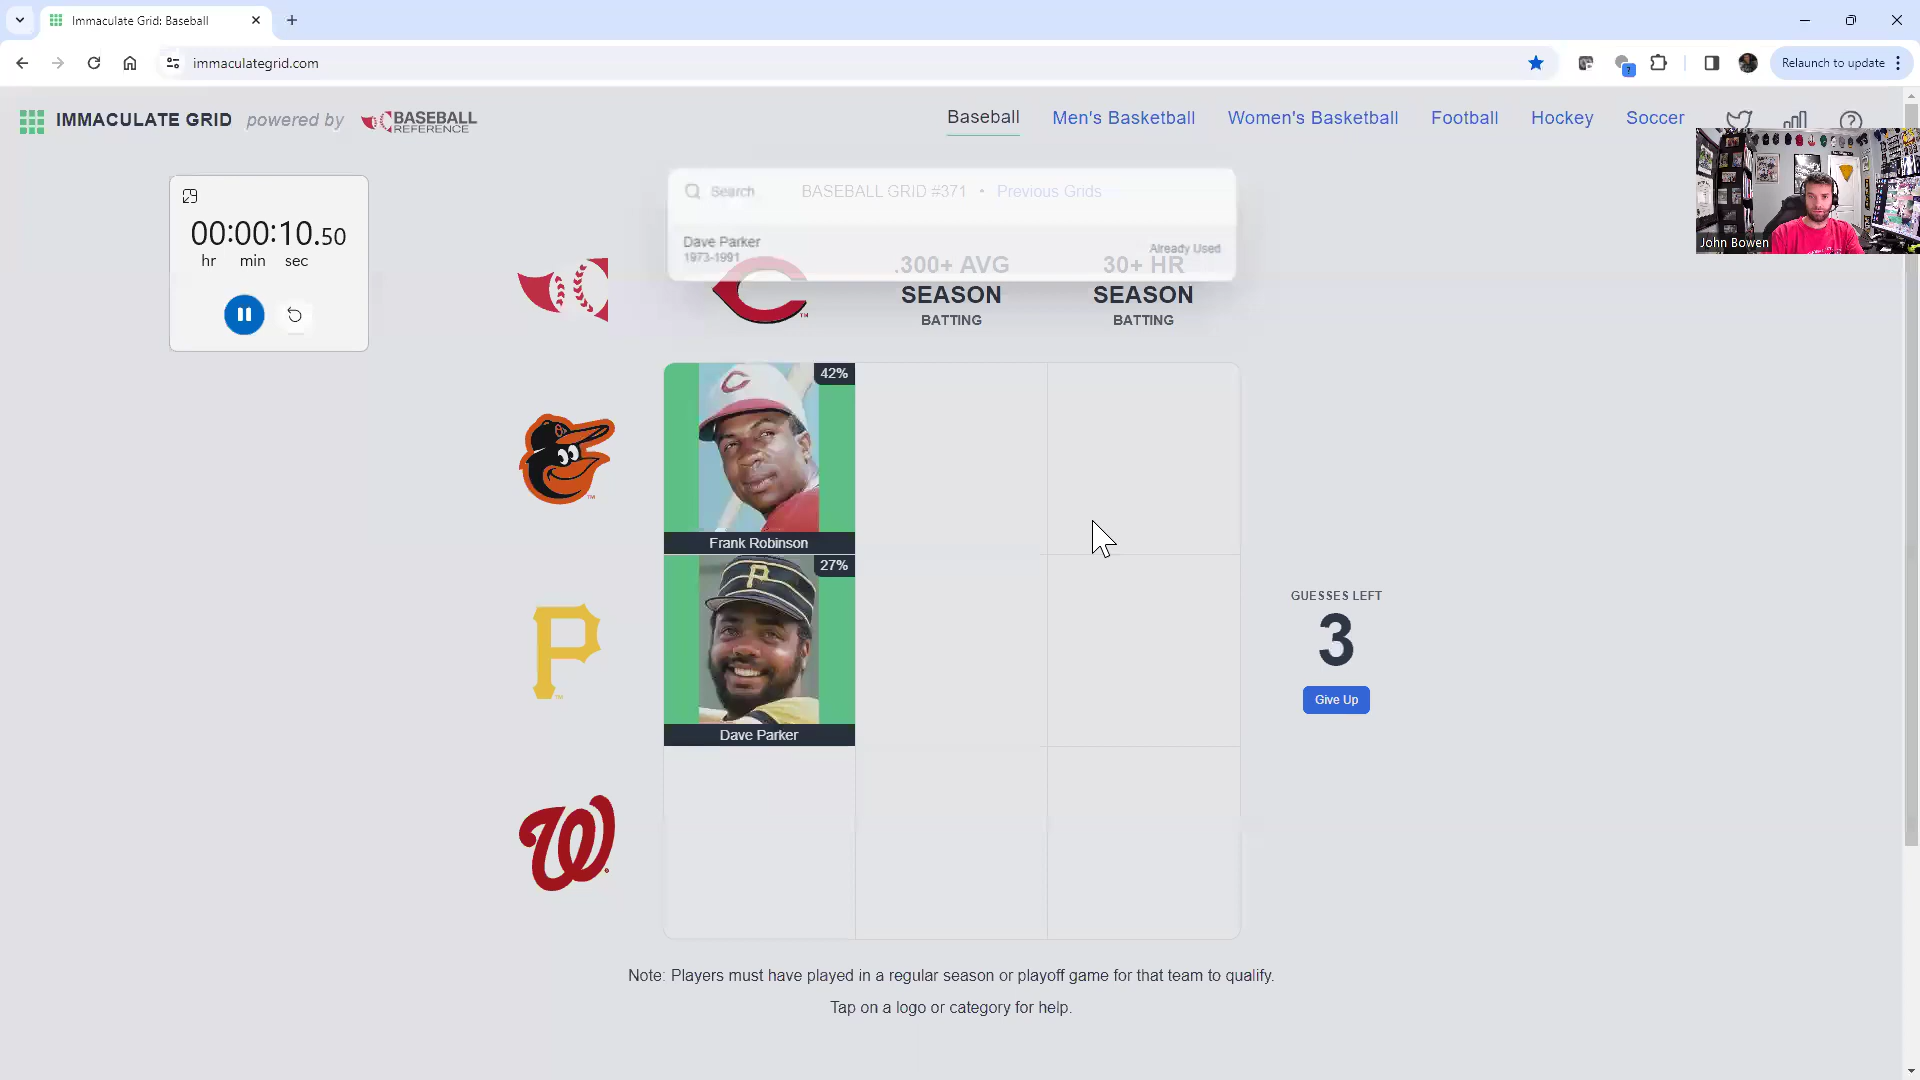 Immaculate Grid: Baseball
immaculategrid.com
?
Relaunch to update
IMMACULATE GRID powered by BASEBALL REFERENCE
Baseball
Men's Basketball
Women's Basketball
Football
Hockey
Soccer
?
John Bowen
00:00:10.50
hr min sec
Search
BASEBALL GRID #371 • Previous Grids
Dave Parker
1973-1991
Already Used
C
TM
.300+ AVG
SEASON
BATTING
30+ HR
SEASON
BATTING
42%
C
Frank Robinson
27%
P
Dave Parker
P
W
GUESSES LEFT
3
Give Up
Note: Players must have played in a regular season or playoff game for that team to qualify.
Tap on a logo or category for help.